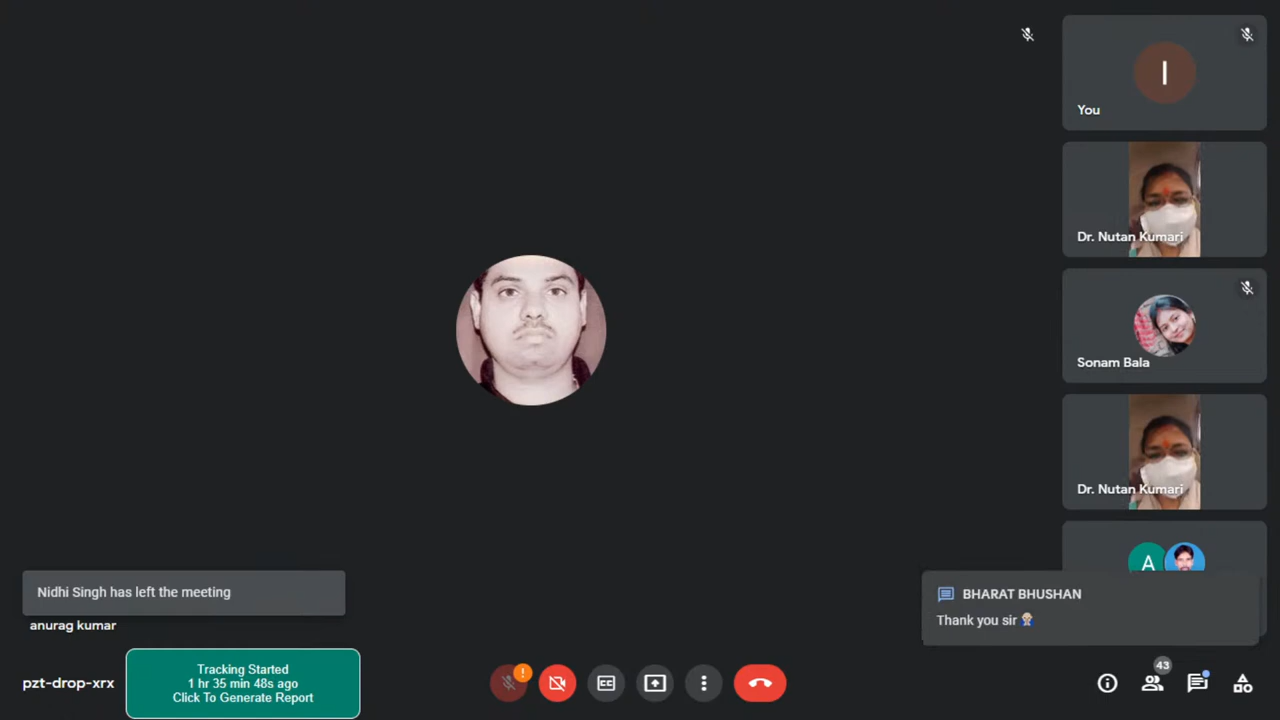 I
You
Dr. Nutan Kumari
Sonam Bala
Dr. Nutan Kumari
A
Nidhi Singh has left the meeting
BHARAT BHUSHAN
Thank you sir
anurag kumar
pzt-drop-xrx
Tracking Started
1 hr 35 min 48s ago
Click To Generate Report
!
CC
43